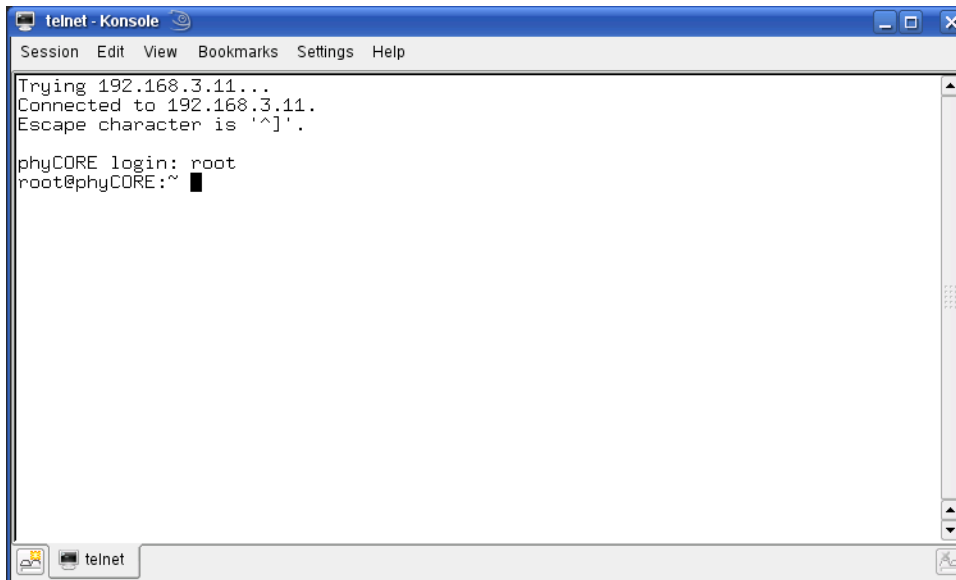 telnet - Konsole
Session Edit View Bookmarks Settings Help
Trying 192.168.3.11...
Connected to 192.168.3.11.
Escape character is '^]'.
phyCORE login: root
root@phyCORE:~
telnet